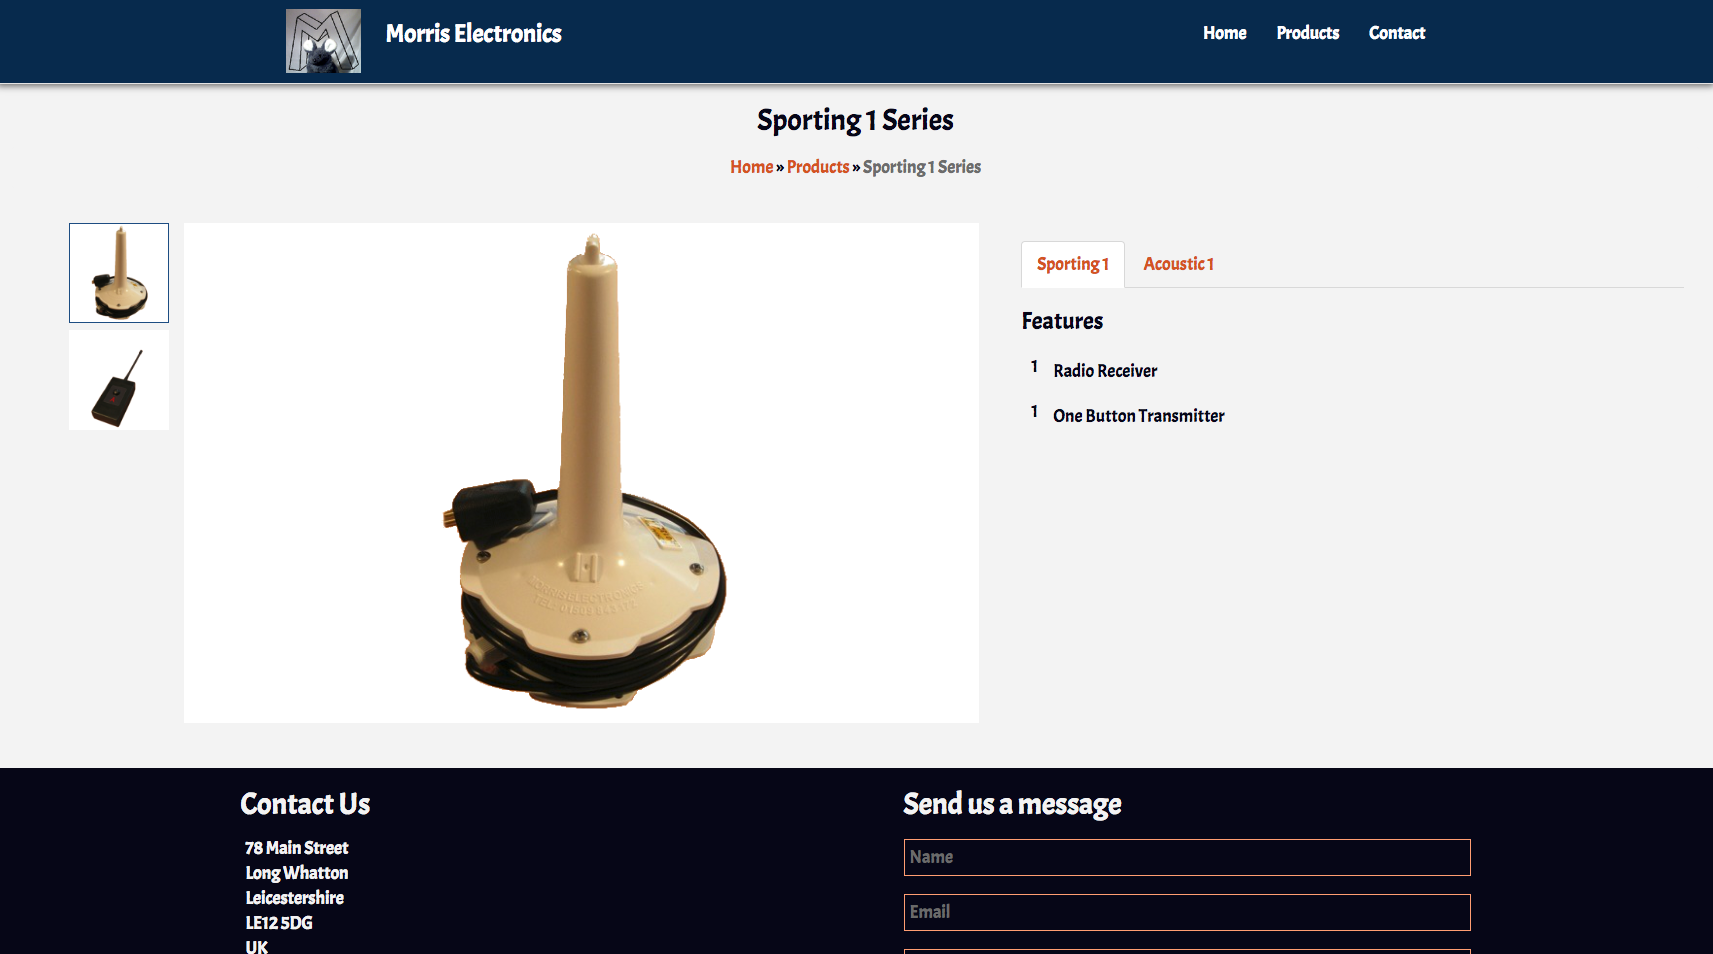 Morris Electronics
Home Products Contact
Sporting 1 Series
Home » Products » Sporting 1 Series
Sporting 1 Acoustic 1
Features
1 Radio Receiver
1 One Button Transmitter
MORRIS ELECTRONICS
Contact Us
78 Main Street
Long Whatton
Leicestershire
LE12 5DG
UK
Send us a message
Name
Email